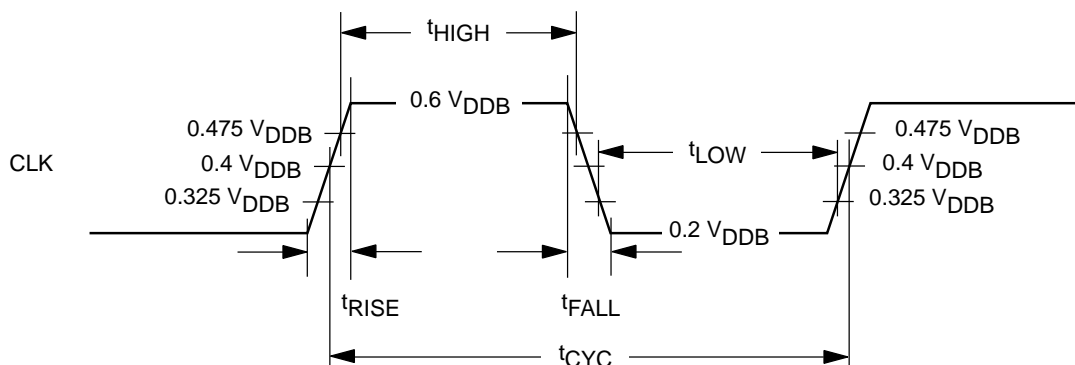 tHIGH
0.6 VDDB
0.475 VDDB
0.475 VDDB
tLOW
CLK
0.4 VDDB
0.4 VDDB
0.325 VDDB
0.325 VDDB
0.2 VDDB
tRISE
tFALL
tCYC